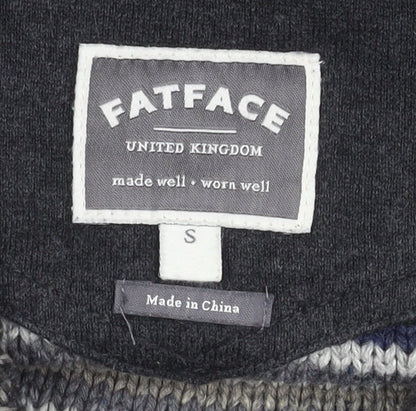 FATFACE
UNITED KINGDOM
made well • worn well
S
Made in China